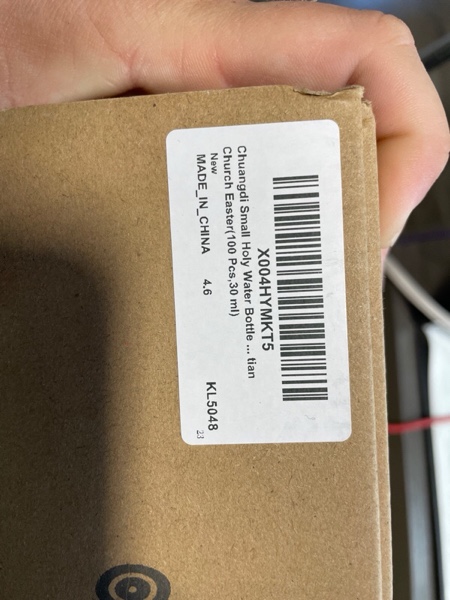 X004HYMKT5
Chuangdi Small Holy Water Bottle ... tian
Church Easter(100 Pcs,30 ml)
New
MADE_IN_CHINA 4.6 KL5048
23